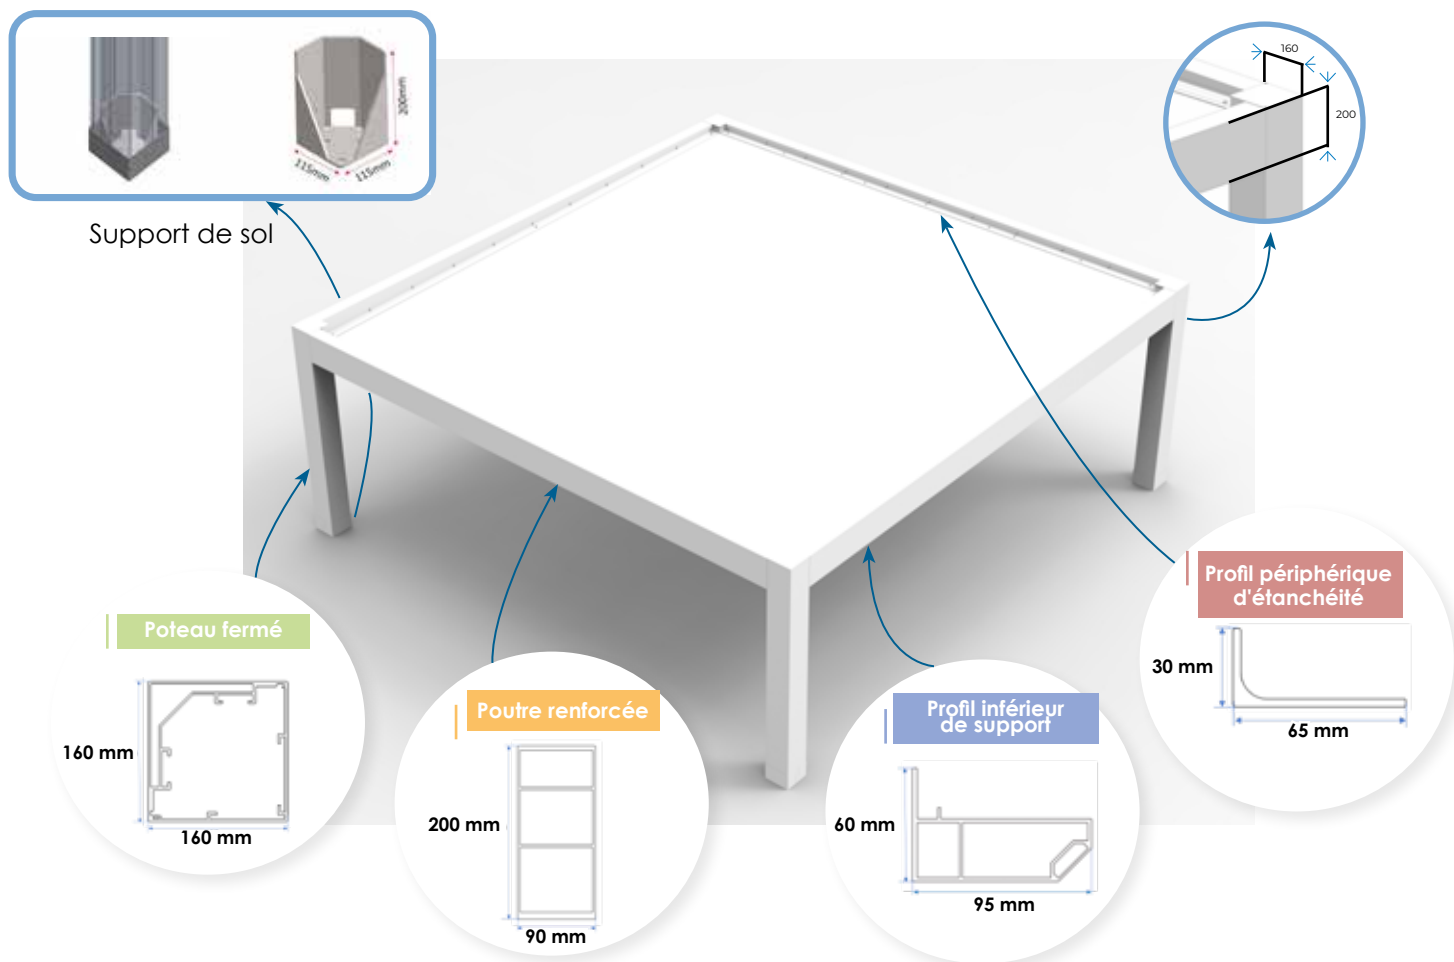 200mm
115mm
115mm
Support de sol
160
200
Profil périphérique
d'étanchéité
30 mm
65 mm
Poteau fermé
160 mm
160 mm
Poutre renforcée
200 mm
90 mm
Profil inférieur
de support
60 mm
95 mm